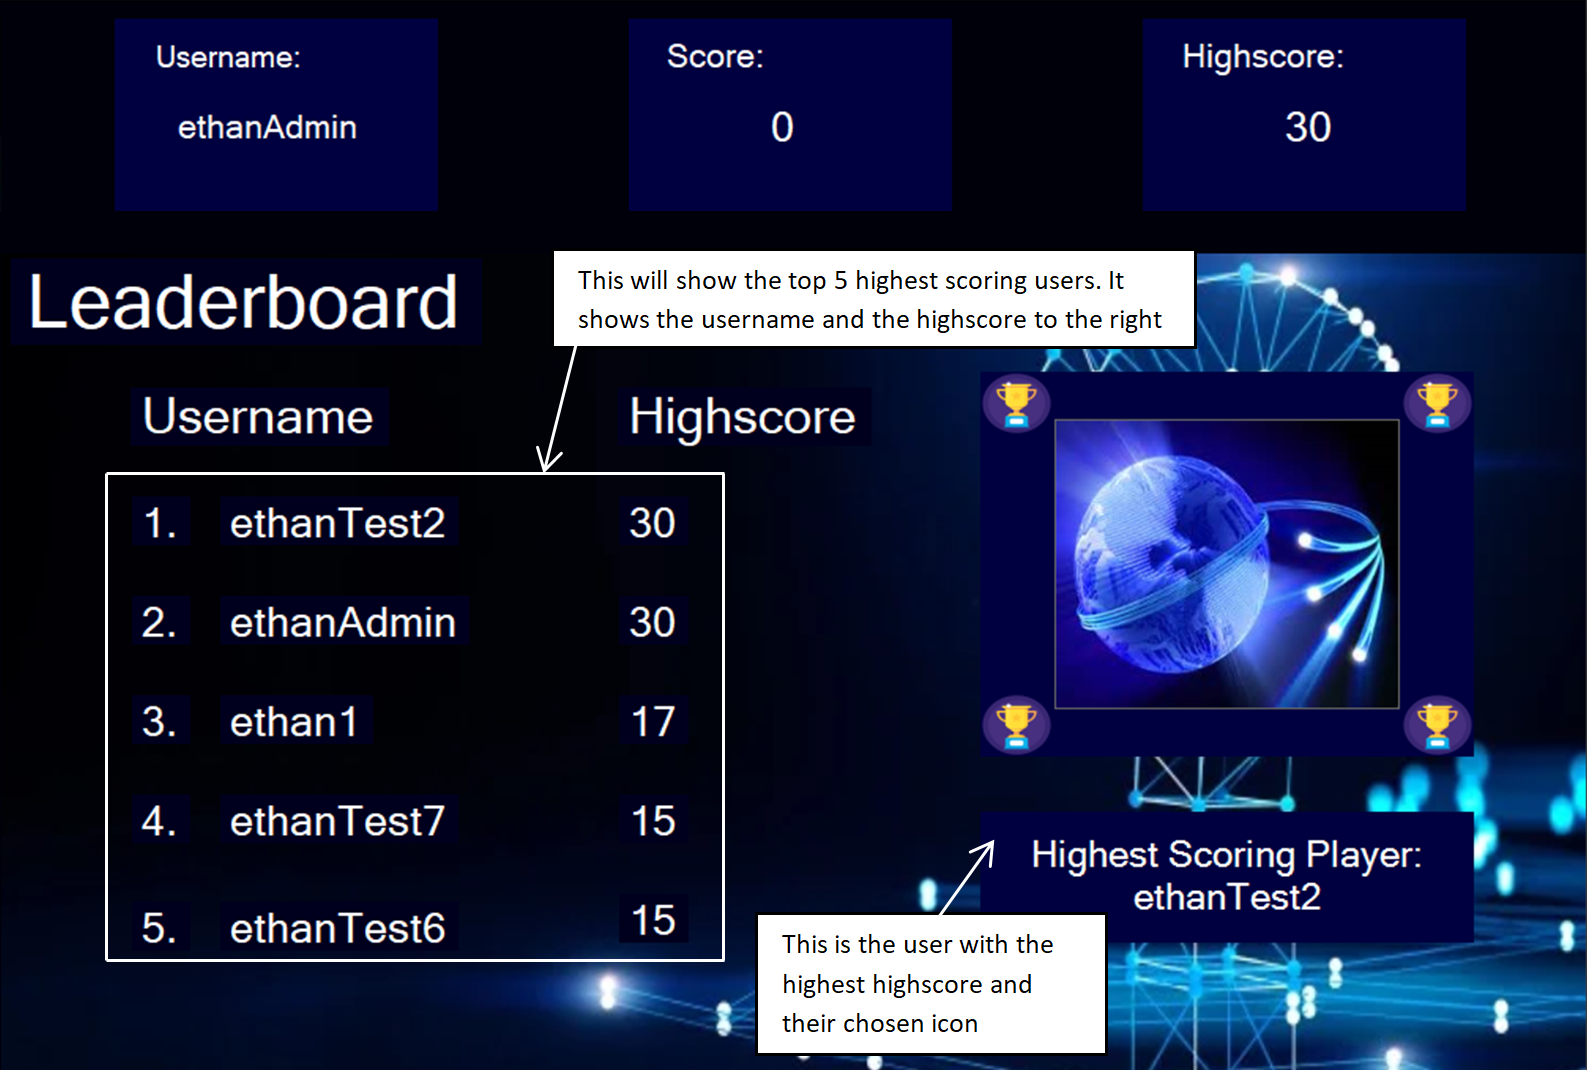 Username:
ethanAdmin
Score:
0
Highscore:
30
Leaderboard
This will show the top 5 highest scoring users. It
shows the username and the highscore to the right
Username Highscore
1. ethanTest2 30
2. ethanAdmin 30
3. ethan1 17
4. ethanTest7 15
5. ethanTest6 15
Highest Scoring Player:
ethanTest2
This is the user with the
highest highscore and
their chosen icon